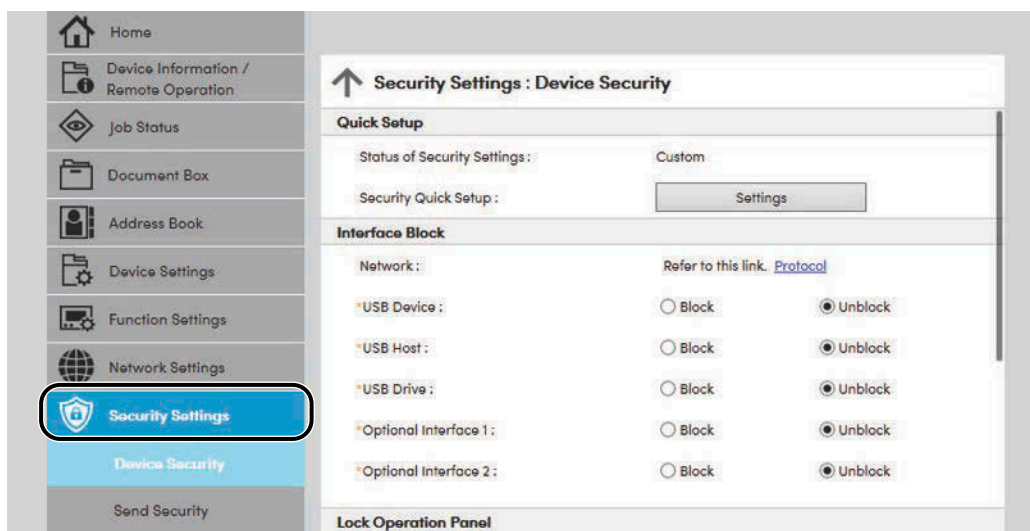 Home
Device Information /
Remote Operation
Job Status
Document Box
Address Book
Device Settings
Function Settings
Network Settings
Security Settings
Device Security
Send Security
Security Settings : Device Security
Quick Setup
Status of Security Settings : Custom
Security Quick Setup : Settings
Interface Block
Network : Refer to this link. Protocol
*USB Device : Block Unblock
*USB Host : Block Unblock
*USB Drive : Block Unblock
*Optional Interface 1 : Block Unblock
*Optional Interface 2 : Block Unblock
Lock Operation Panel